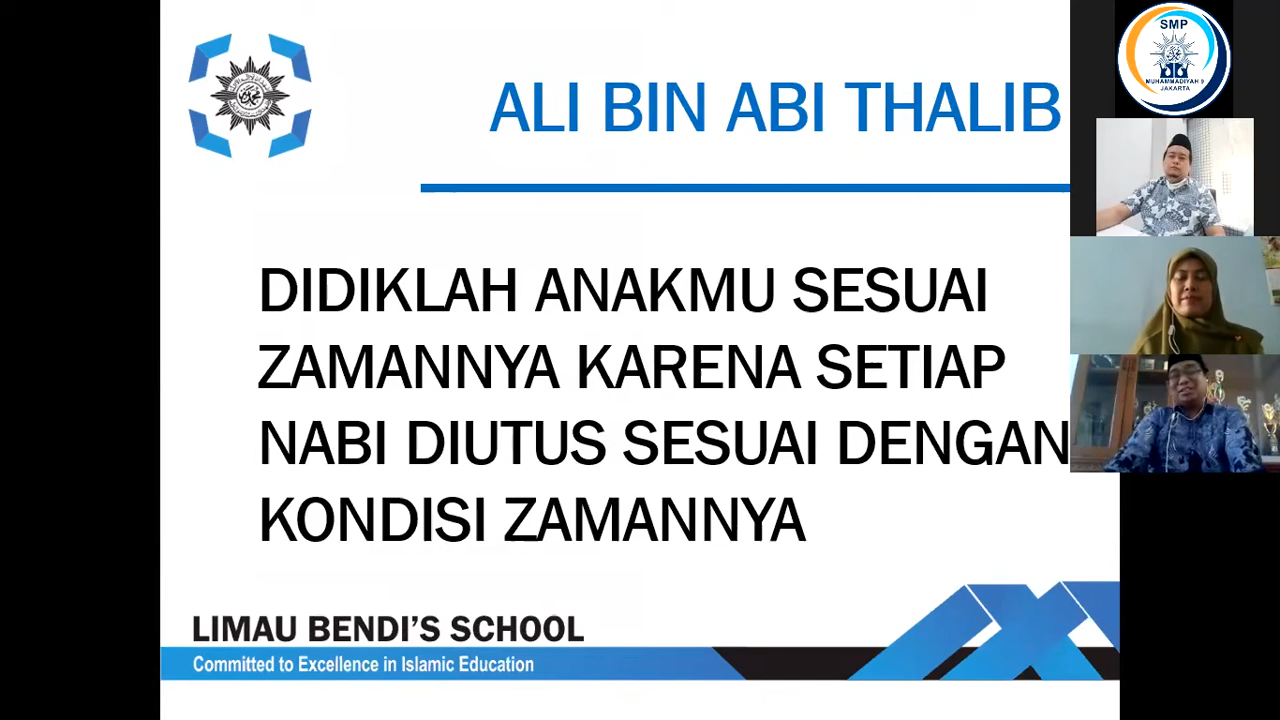 ALI BIN ABI THALIB
DIDIKLAH ANAKMU SESUAI
ZAMANNYA KARENA SETIAP
NABI DIUTUS SESUAI DENGAN
KONDISI ZAMANNYA
LIMAU BENDI'S SCHOOL
Committed to Excellence in Islamic Education
SMP
MUHAMMADIYAH 9
JAKARTA